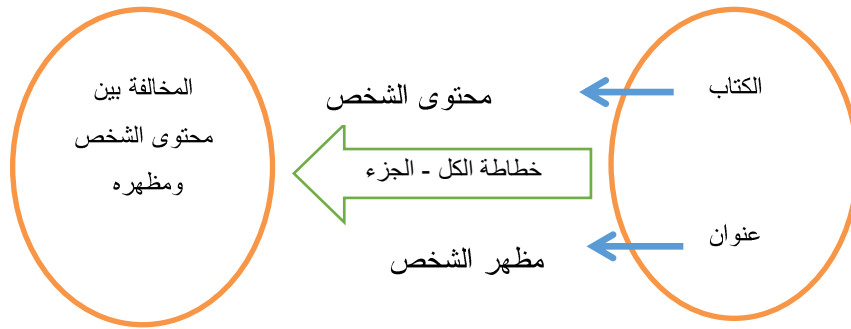 الكتاب
عنوان
محتوى الشخص
خطاطة الكل - الجزء
مظهر الشخص
المخالفة بين
محتوى الشخص
ومظهره